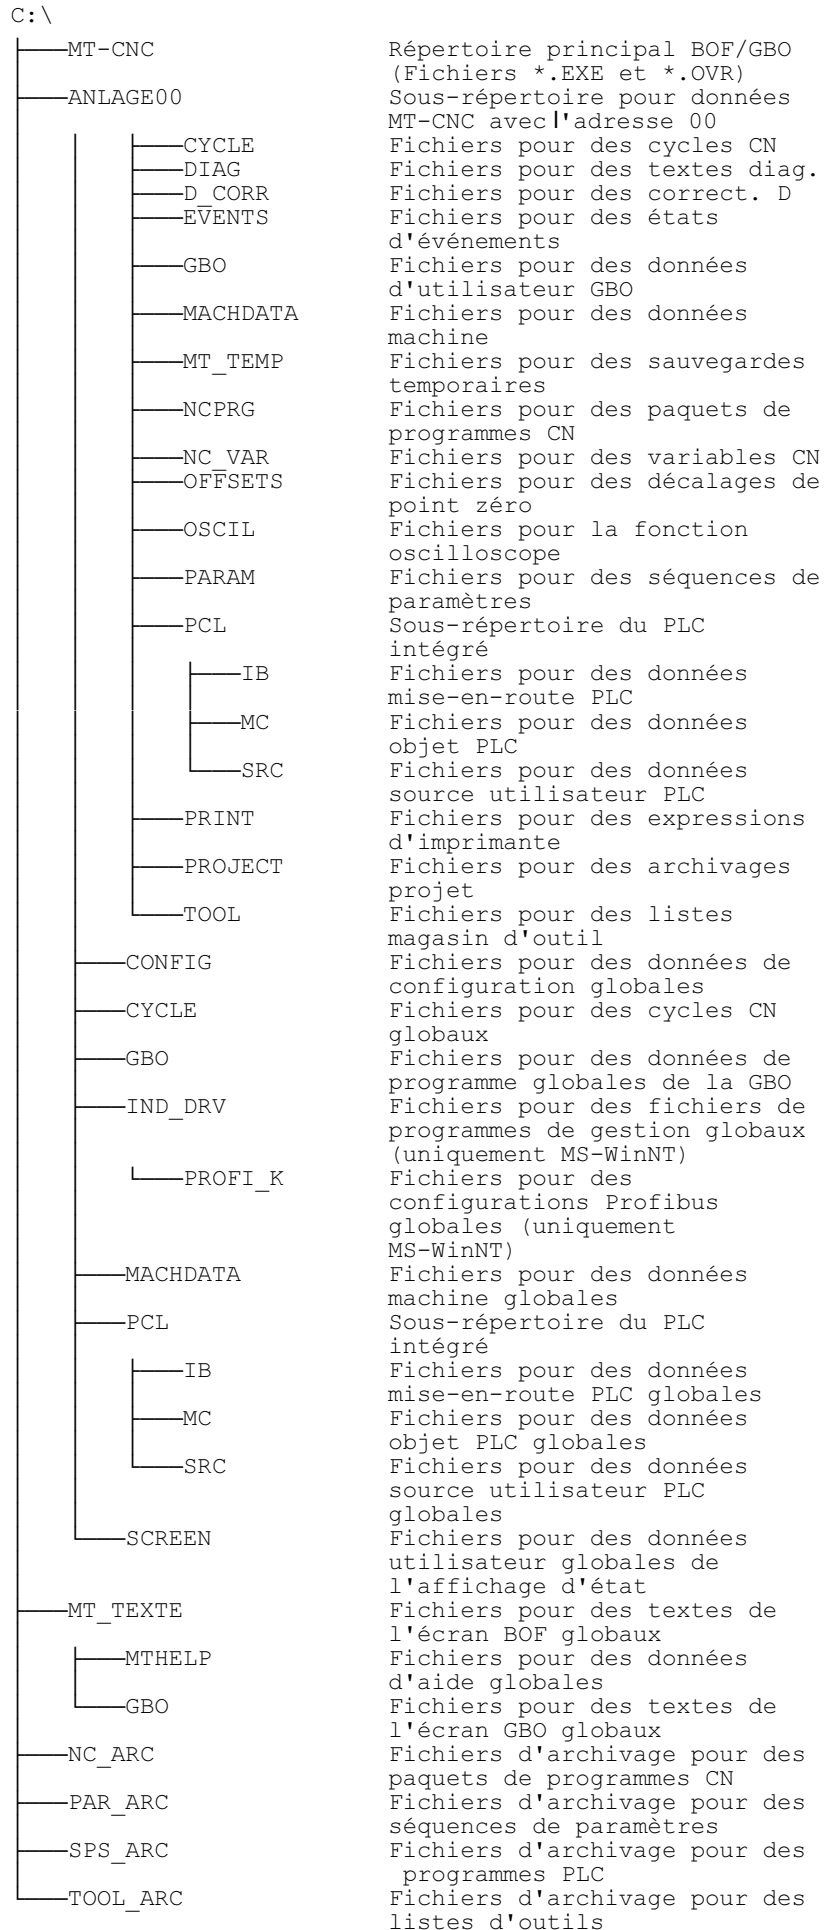 C:\
MT-CNC Répertoire principal BOF/GBO
(Fichiers *.EXE et *.OVR)
ANLAGE00 Sous-répertoire pour données
MT-CNC avec l'adresse 00
CYCLE Fichiers pour des cycles CN
DIAG Fichiers pour des textes diag.
D_CORR Fichiers pour des correct. D
EVENTS Fichiers pour des états
d'événements
GBO Fichiers pour des données
d'utilisateur GBO
MACHDATA Fichiers pour des données
machine
MT_TEMP Fichiers pour des sauvegardes
temporaires
NCPRG Fichiers pour des paquets de
programmes CN
NC_VAR Fichiers pour des variables CN
OFFSETS Fichiers pour des décalages de
point zéro
OSCIL Fichiers pour la fonction
oscilloscope
PARAM Fichiers pour des séquences de
paramètres
PCL Sous-répertoire du PLC
intégré
IB Fichiers pour des données
mise-en-route PLC
MC Fichiers pour des données
objet PLC
SRC Fichiers pour des données
source utilisateur PLC
PRINT Fichiers pour des expressions
d'imprimante
PROJECT Fichiers pour des archivages
projet
TOOL Fichiers pour des listes
magasin d'outil
CONFIG Fichiers pour des données de
configuration globales
CYCLE Fichiers pour des cycles CN
globaux
GBO Fichiers pour des données de
programme globales de la GBO
IND_DRV Fichiers pour des fichiers de
programmes de gestion globaux
(uniquement MS-WinNT)
PROFI_K Fichiers pour des
configurations Profibus
globales (uniquement
MS-WinNT)
MACHDATA Fichiers pour des données
machine globales
PCL Sous-répertoire du PLC
intégré
IB Fichiers pour des données
mise-en-route PLC globales
MC Fichiers pour des données
objet PLC globales
SRC Fichiers pour des données
source utilisateur PLC
globales
SCREEN Fichiers pour des données
utilisateur globales de
l'affichage d'état
MT_TEXTE Fichiers pour des textes de
l'écran BOF globaux
MTHELP Fichiers pour des données
d'aide globales
GBO Fichiers pour des textes de
l'écran GBO globaux
NC_ARC Fichiers d'archivage pour des
paquets de programmes CN
PAR_ARC Fichiers d'archivage pour des
séquences de paramètres
SPS_ARC Fichiers d'archivage pour des
programmes PLC
TOOL_ARC Fichiers d'archivage pour des
listes d'outils